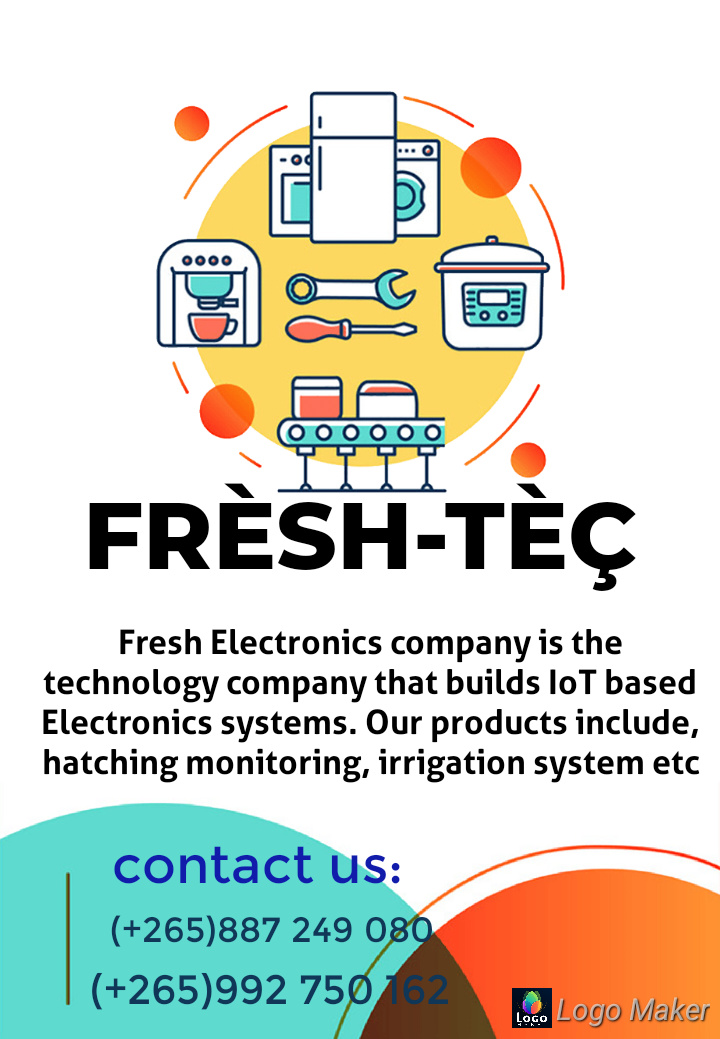 FRÈSH-TÈÇ
Fresh Electronics company is the
technology company that builds IoT based
Electronics systems. Our products include,
hatching monitoring, irrigation system etc
contact us:
(+265)887 249 080
(+265)992 750 162
LOGO
Logo Maker